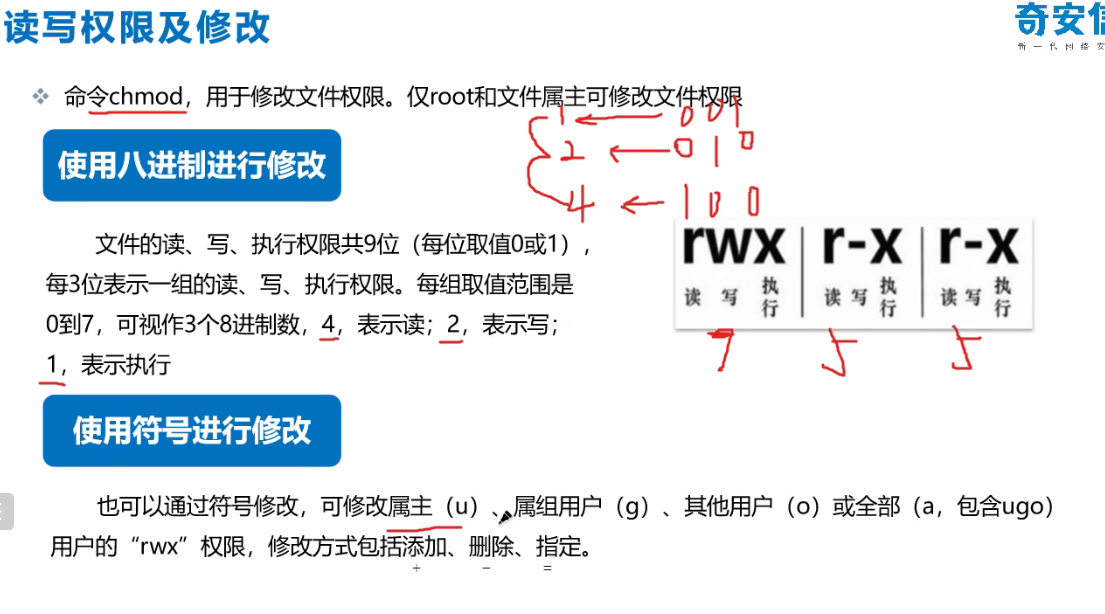 读写权限及修改
奇安信
新一代网络安
命令chmod，用于修改文件权限。仅root和文件属主可修改文件权限
1 ← 001
使用八进制进行修改
2 ← 010
4 ← 100
文件的读、写、执行权限共9位（每位取值0或1），
每3位表示一组的读、写、执行权限。每组取值范围是
0到7，可视作3个8进制数，4，表示读；2，表示写；
1，表示执行
rwx r-x r-x
读 写 执行 读 写 执行 读 写 执行
7 5 5
使用符号进行修改
也可以通过符号修改，可修改属主（u）、属组用户（g）、其他用户（o）或全部（a，包含ugo）
用户的“rwx”权限，修改方式包括添加、删除、指定。
+ - =